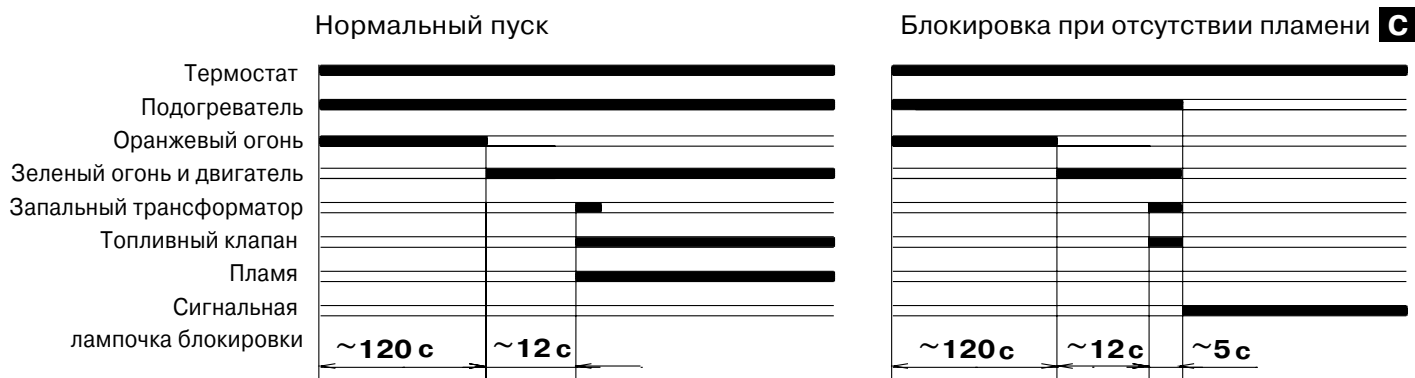 Нормальный пуск
Блокировка при отсутствии пламени C
Термостат
Подогреватель
Оранжевый огонь
Зеленый огонь и двигатель
Запальный трансформатор
Топливный клапан
Пламя
Сигнальная
лампочка блокировки
~120 с ~12 с
~120 с ~12 с ~5 с